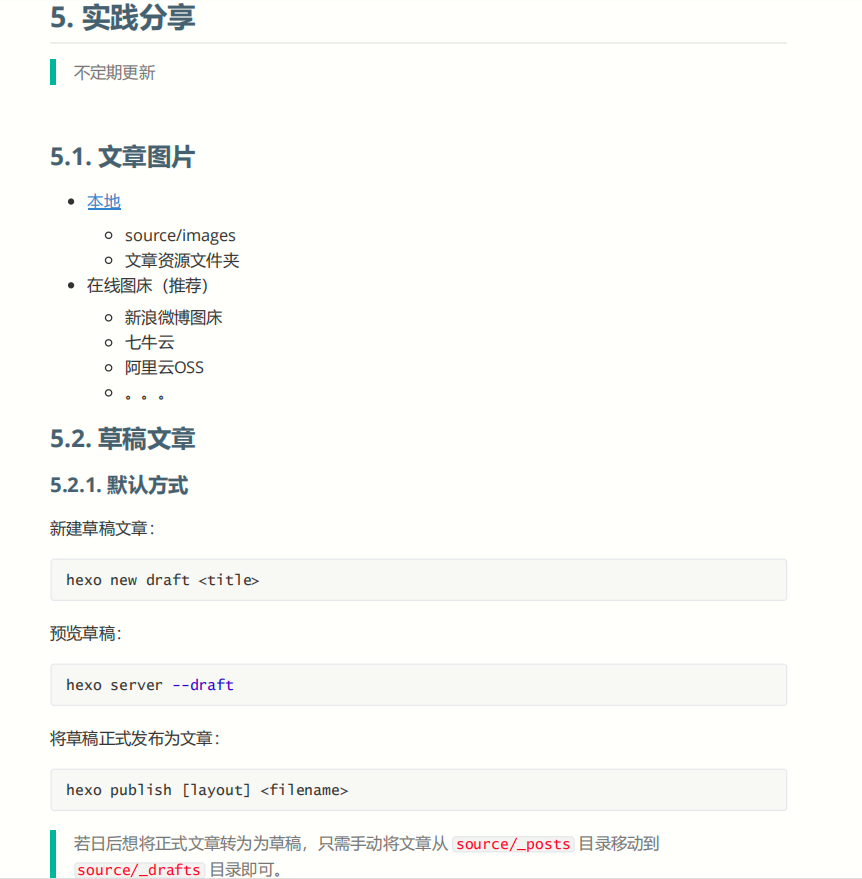 5. 实践分享
不定期更新
5.1. 文章图片
本地
source/images
文章资源文件夹
在线图床（推荐）
新浪微博图床
七牛云
阿里云OSS
。。。
5.2. 草稿文章
5.2.1. 默认方式
新建草稿文章：
hexo new draft <title>
预览草稿：
hexo server --draft
将草稿正式发布为文章：
hexo publish [layout] <filename>
若日后想将正式文章转为为草稿，只需手动将文章从 source/_posts 目录移动到
source/_drafts 目录即可。